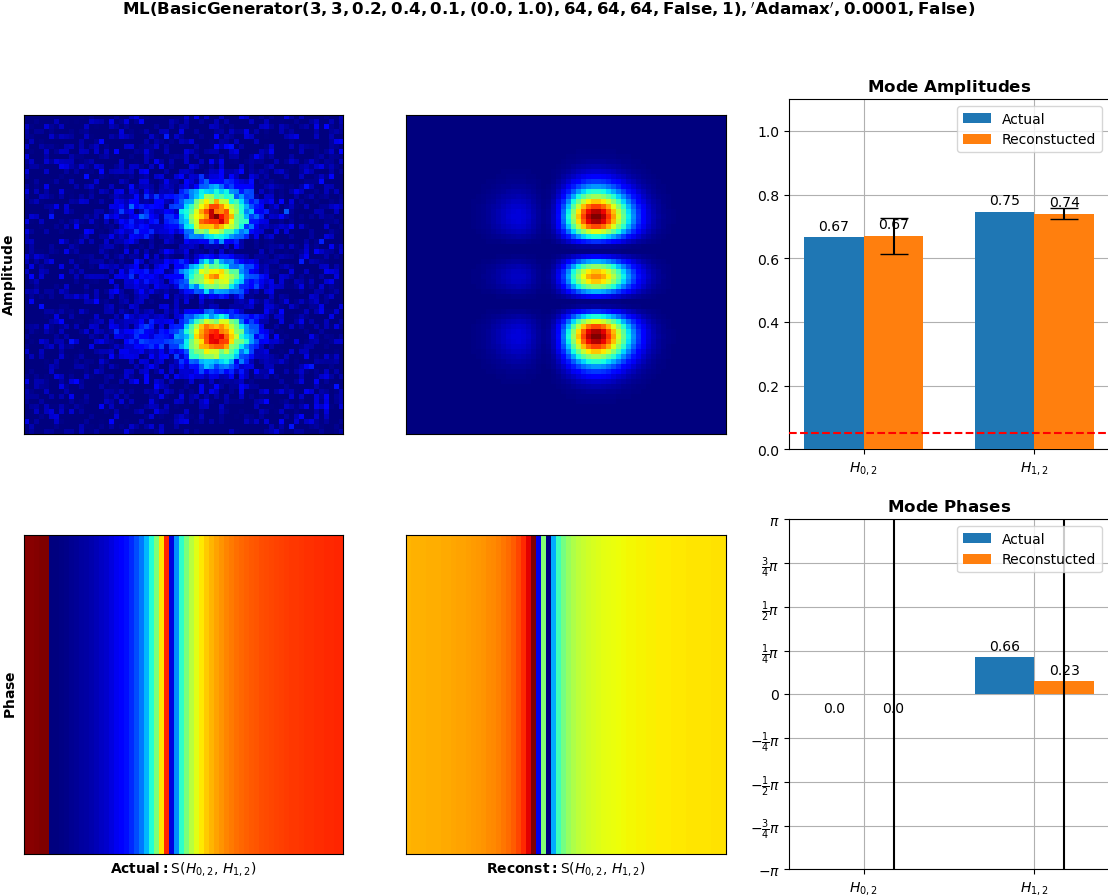 ML(BasicGenerator(3, 3, 0.2, 0.4, 0.1, (0.0, 1.0), 64, 64, 64, False, 1), ′Adamax′, 0.0001, False)
Amplitude
Mode Amplitudes
Actual
Reconstucted
1.0
0.8
0.6
0.4
0.2
0.0
0.67
0.67
0.75
0.74
H0, 2
H1, 2
Phase
Actual: S(H0, 2, H1, 2)
Reconst: S(H0, 2, H1, 2)
Mode Phases
Actual
Reconstucted
π
3/4π
1/2π
1/4π
0
−1/4π
−1/2π
−3/4π
−π
0.0
0.0
0.66
0.23
H0, 2
H1, 2